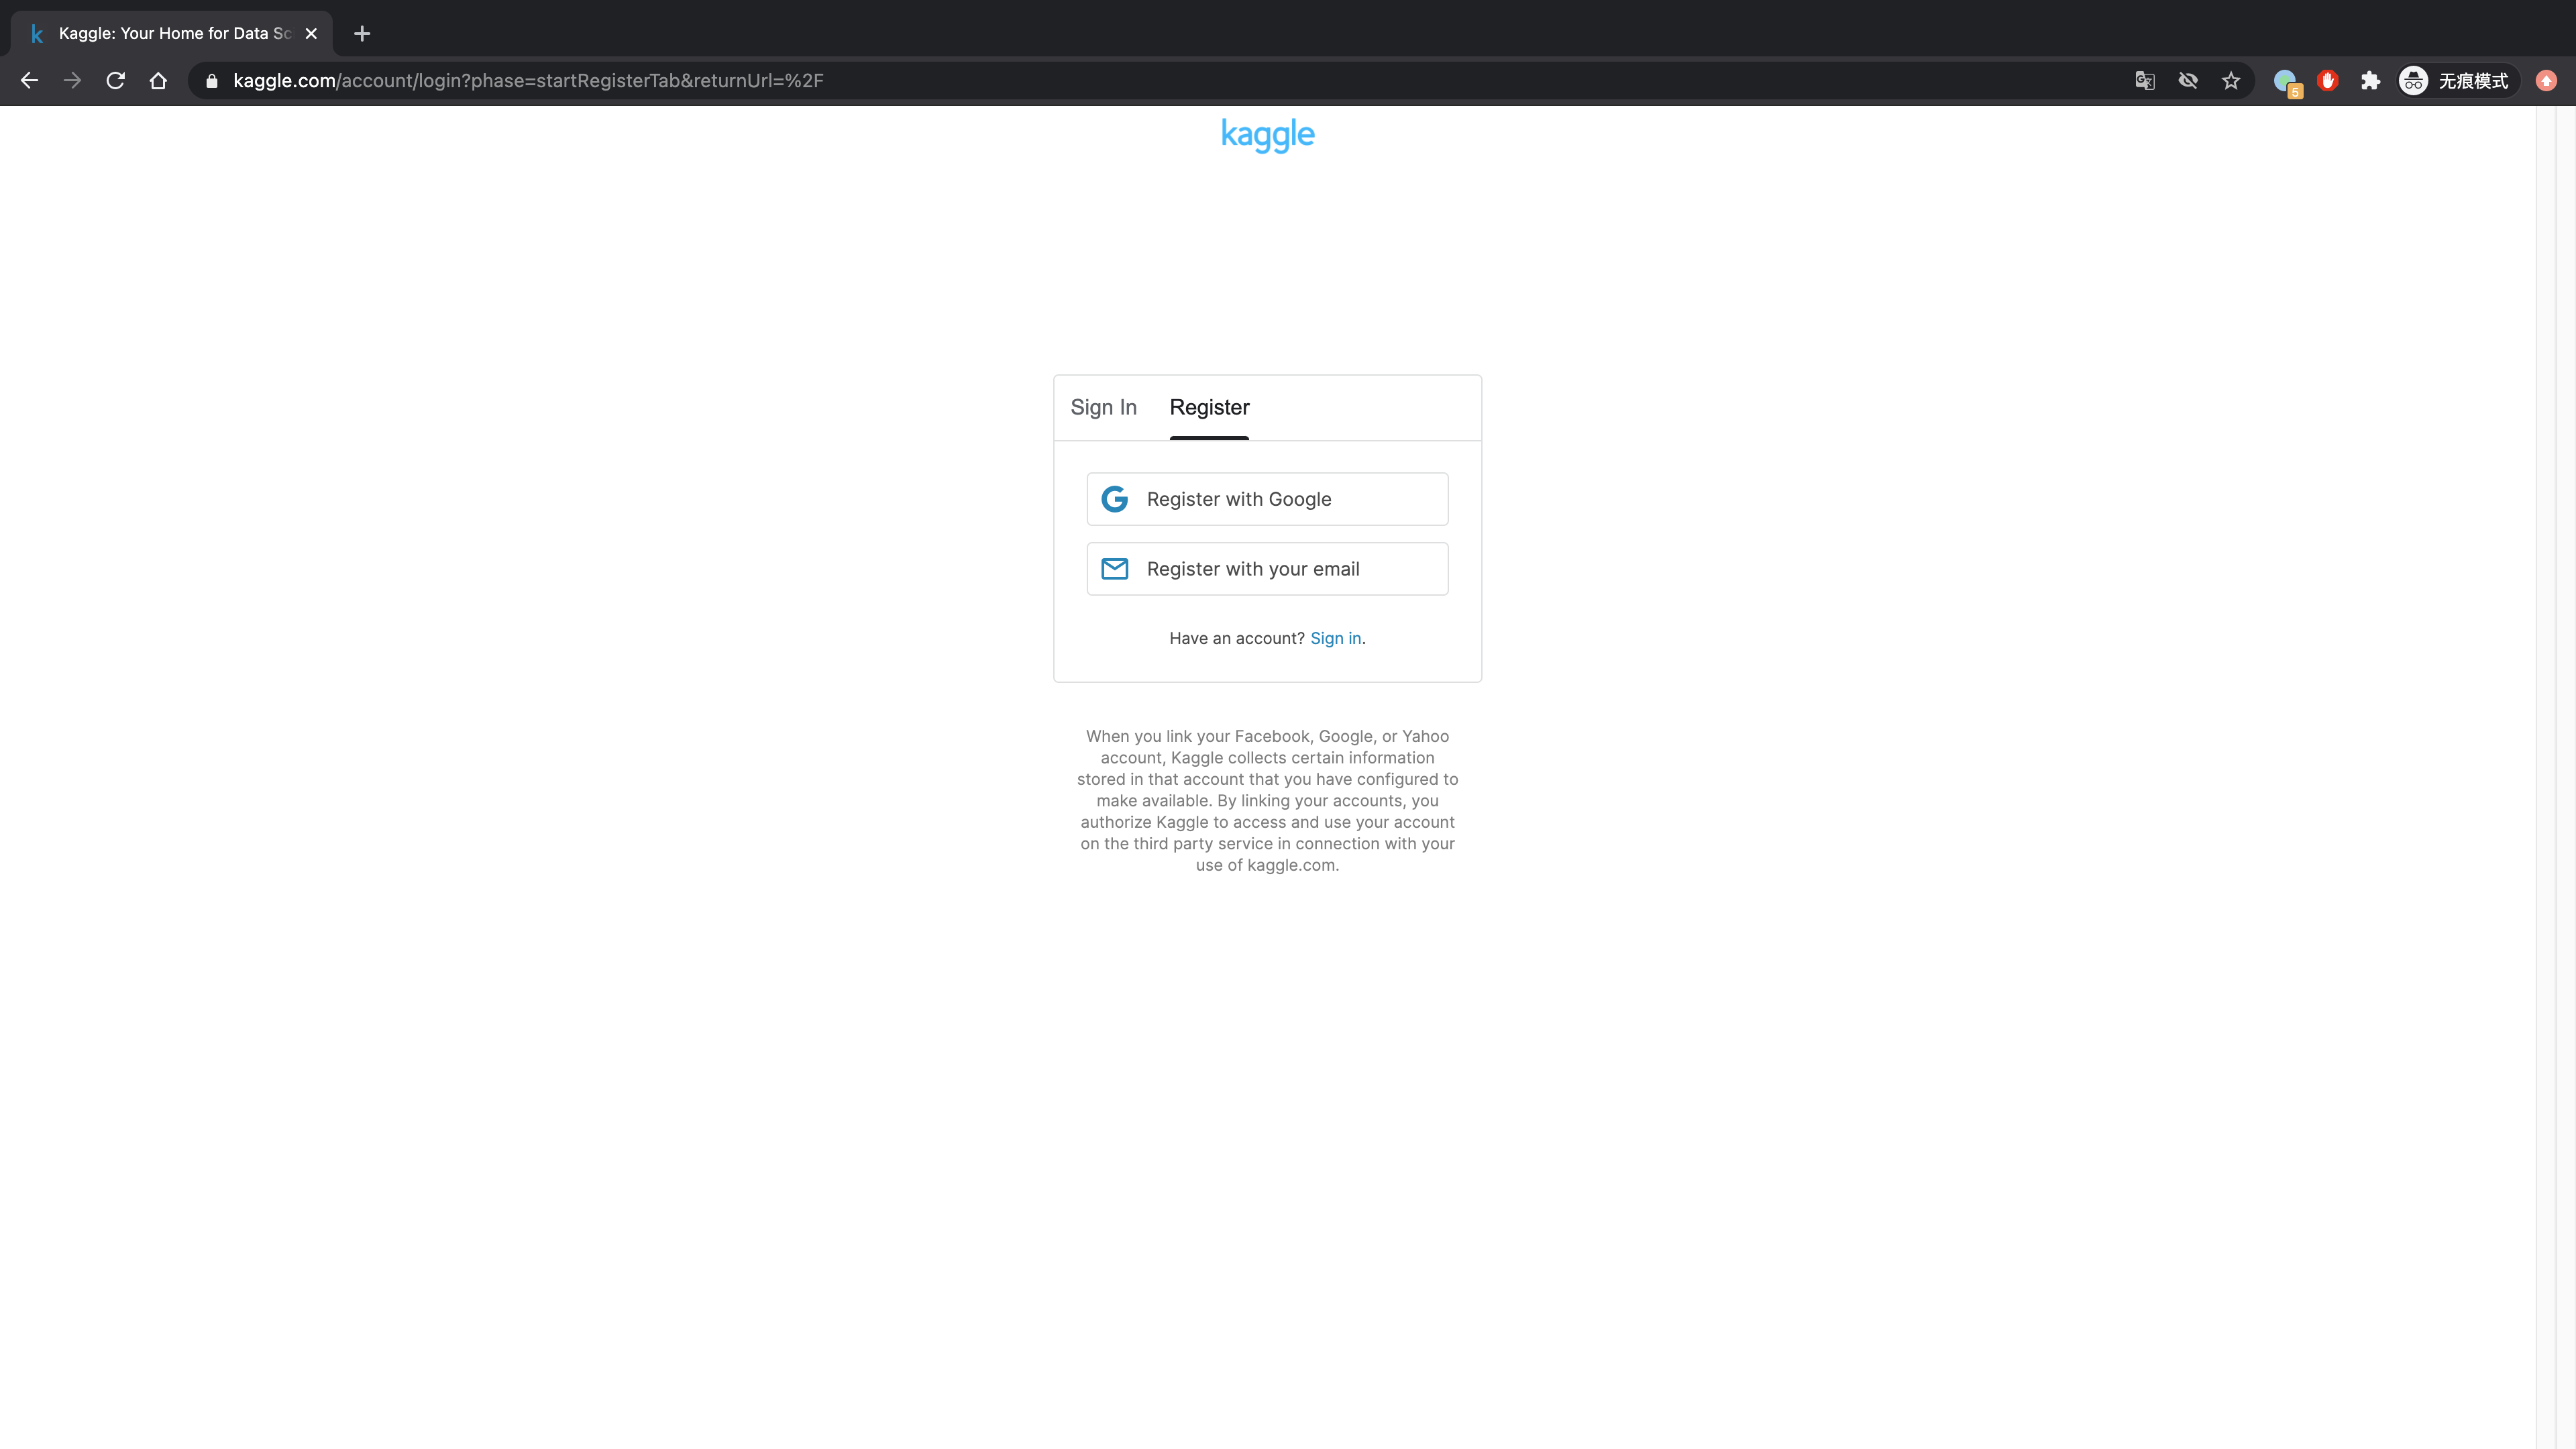 Kaggle: Your Home for Data Sc
kaggle.com/account/login?phase=startRegisterTab&returnUrl=%2F
5
无痕模式
kaggle
Sign In
Register
Register with Google
Register with your email
Have an account? Sign in.
When you link your Facebook, Google, or Yahoo
account, Kaggle collects certain information
stored in that account that you have configured to
make available. By linking your accounts, you
authorize Kaggle to access and use your account
on the third party service in connection with your
use of kaggle.com.